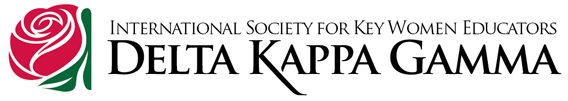 International Society for Key Women Educators
Delta Kappa Gamma